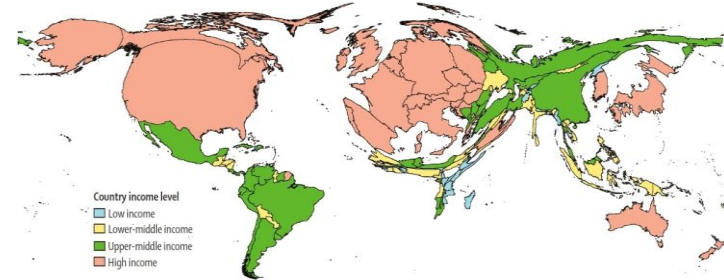 Country income level
Low income
Lower-middle income
Upper-middle income
High income